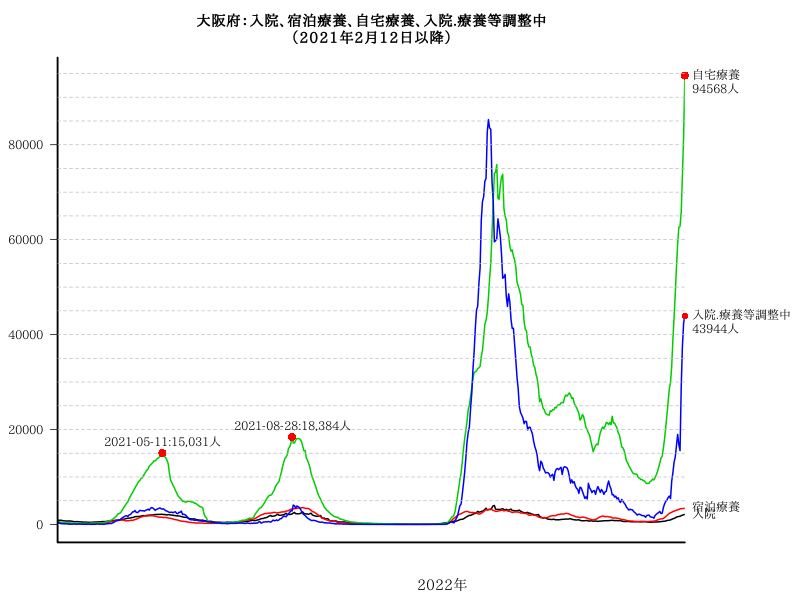 大阪府：入院、宿泊療養、自宅療養、入院.療養等調整中
（2021年2月12日以降）
自宅療養
94568人
80000
60000
入院.療養等調整中
43944人
40000
2021-08-28:18,384人
20000
2021-05-11:15,031人
宿泊療養
入院
0
2022年